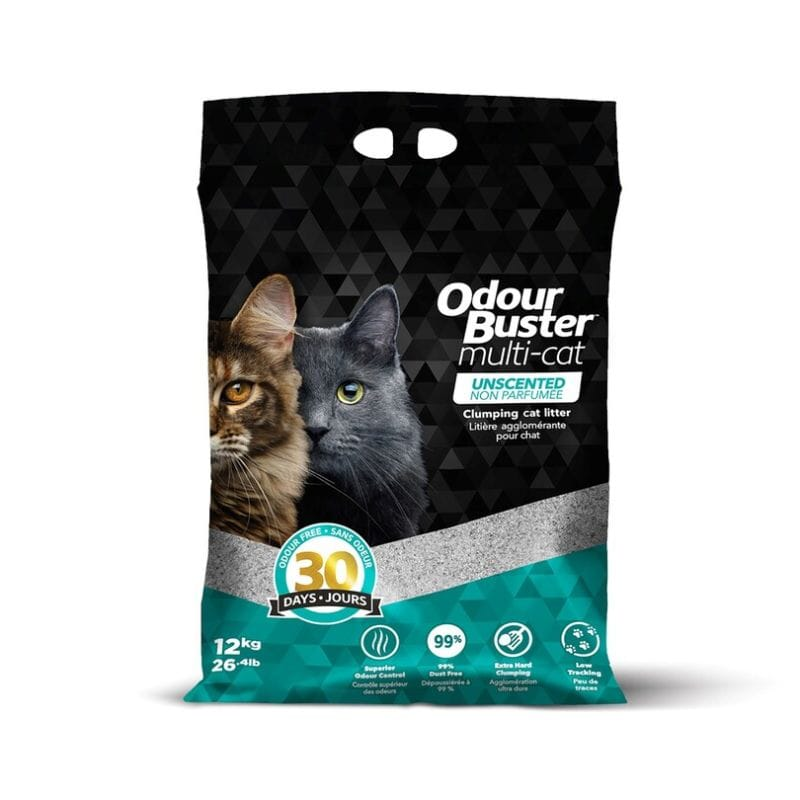 Odour
Buster™
multi-cat
UNSCENTED
NON PARFUMÉE
Clumping cat litter
Litière agglomérante
pour chat
ODOUR FREE • SANS ODEUR
30
DAYS • JOURS
12kg
26.4lb
Superior
Odour Control
Contrôle supérieur
des odeurs
99%
99%
Dust Free
Dépoussiérée à
99 %
Extra Hard
Clumping
Agglomération
ultra dure
Low
Tracking
Peu de
traces